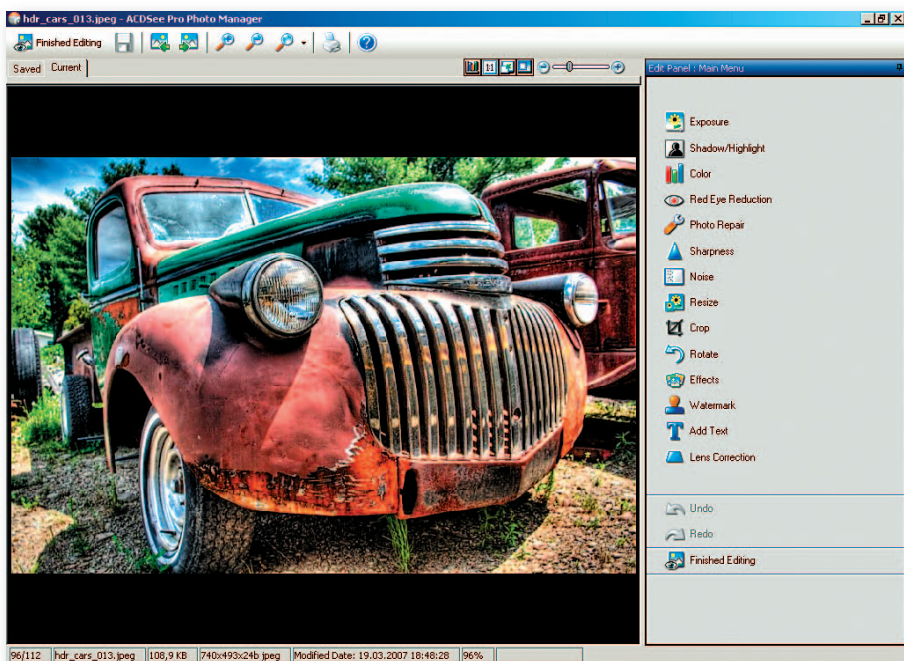 hdr_cars_013.jpeg - ACDSee Pro Photo Manager
Finished Editing
Saved Current
1:1
Edit Panel : Main Menu
Exposure
Shadow/Highlight
Color
Red Eye Reduction
Photo Repair
Sharpness
Noise
Resize
Crop
Rotate
Effects
Watermark
Add Text
Lens Correction
Undo
Redo
Finished Editing
96/112 hdr_cars_013.jpeg 108,9 KB 740x493x24b jpeg Modified Date: 19.03.2007 18:48:28 96%